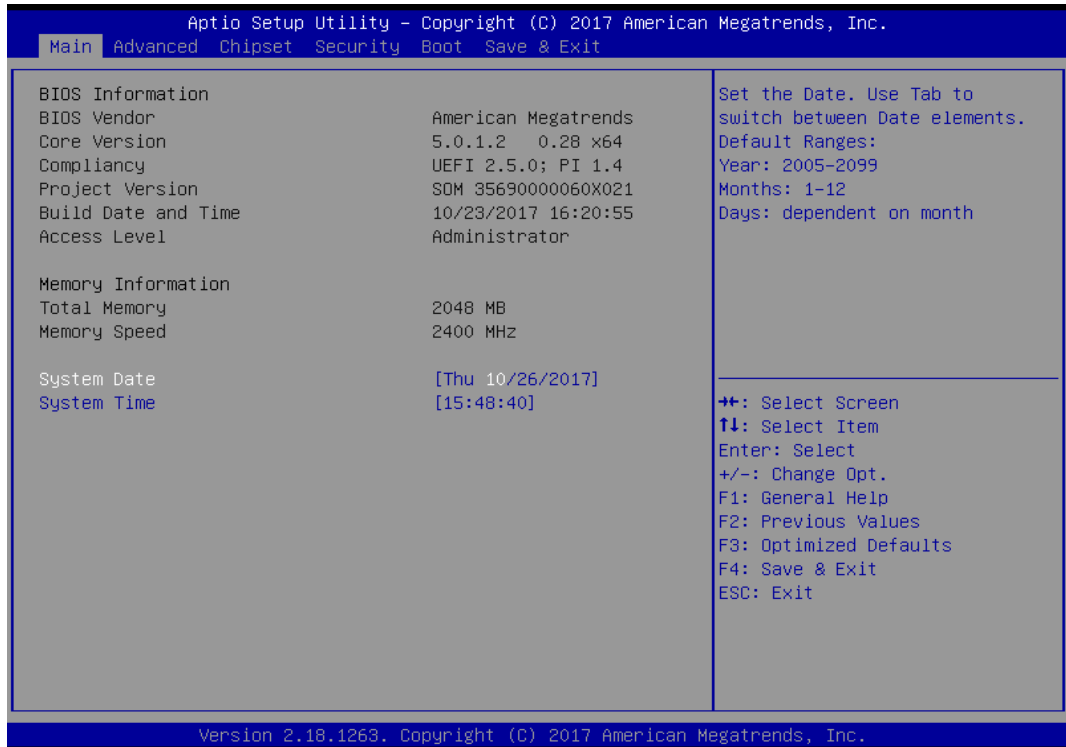 Aptio Setup Utility – Copyright (C) 2017 American Megatrends, Inc.
Main Advanced Chipset Security Boot Save & Exit
BIOS Information
BIOS Vendor American Megatrends
Core Version 5.0.1.2 0.28 x64
Compliancy UEFI 2.5.0; PI 1.4
Project Version SOM 35690000060X021
Build Date and Time 10/23/2017 16:20:55
Access Level Administrator
Memory Information
Total Memory 2048 MB
Memory Speed 2400 MHz
System Date [Thu 10/26/2017]
System Time [15:48:40]
Set the Date. Use Tab to
switch between Date elements.
Default Ranges:
Year: 2005-2099
Months: 1-12
Days: dependent on month
→←: Select Screen
↑↓: Select Item
Enter: Select
+/-: Change Opt.
F1: General Help
F2: Previous Values
F3: Optimized Defaults
F4: Save & Exit
ESC: Exit
Version 2.18.1263. Copyright (C) 2017 American Megatrends, Inc.